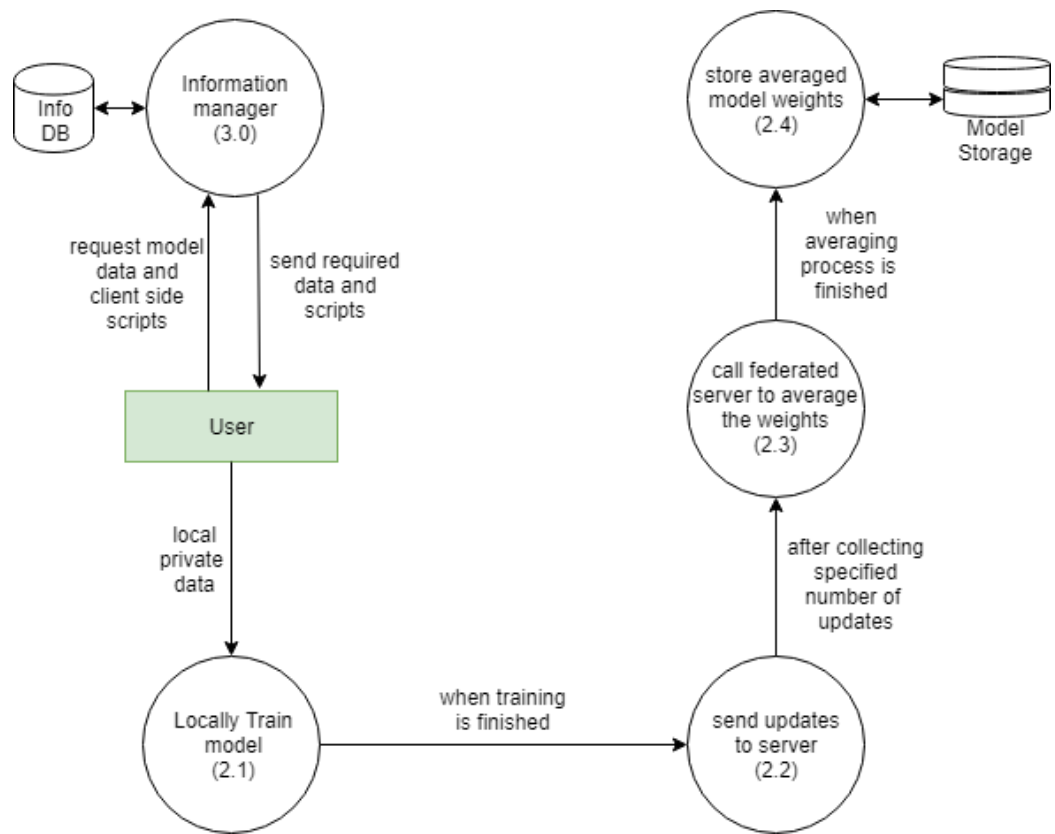 Info
DB
Information
manager
(3.0)
store averaged
model weights
(2.4)
Model
Storage
request model
data and
client side
scripts
send required
data and
scripts
when
averaging
process is
finished
User
call federated
server to average
the weights
(2.3)
local
private
data
after collecting
specified
number of
updates
Locally Train
model
(2.1)
when training
is finished
send updates
to server
(2.2)